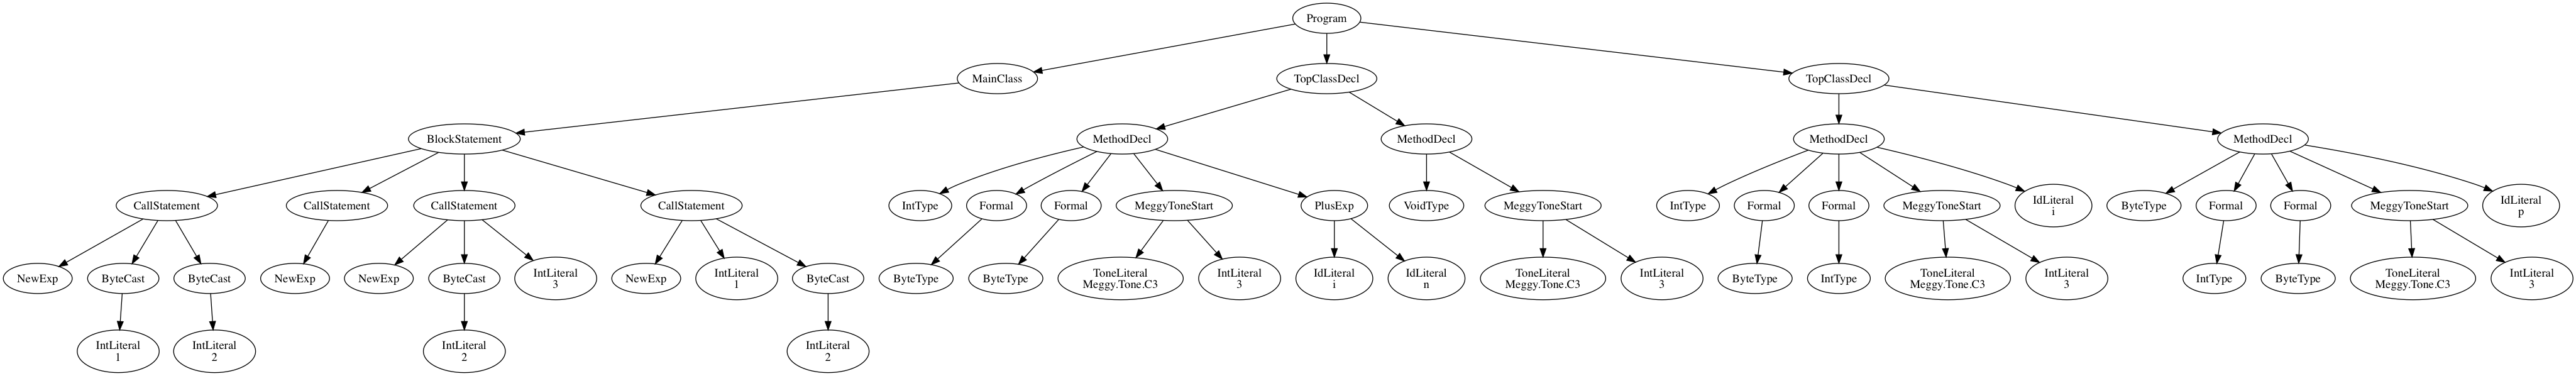 Program
MainClass
TopClassDecl
TopClassDecl
BlockStatement
MethodDecl
MethodDecl
MethodDecl
MethodDecl
CallStatement
CallStatement
CallStatement
CallStatement
IntType
Formal
Formal
MeggyToneStart
PlusExp
VoidType
MeggyToneStart
IntType
Formal
Formal
MeggyToneStart
IdLiteral
i
ByteType
Formal
Formal
MeggyToneStart
IdLiteral
p
NewExp
ByteCast
ByteCast
NewExp
NewExp
ByteCast
IntLiteral
3
NewExp
IntLiteral
1
ByteCast
ByteType
ByteType
ToneLiteral
Meggy.Tone.C3
IntLiteral
3
IdLiteral
i
IdLiteral
n
ToneLiteral
Meggy.Tone.C3
IntLiteral
3
ByteType
IntType
ToneLiteral
Meggy.Tone.C3
IntLiteral
3
IntType
ByteType
ToneLiteral
Meggy.Tone.C3
IntLiteral
3
IntLiteral
1
IntLiteral
2
IntLiteral
2
IntLiteral
2